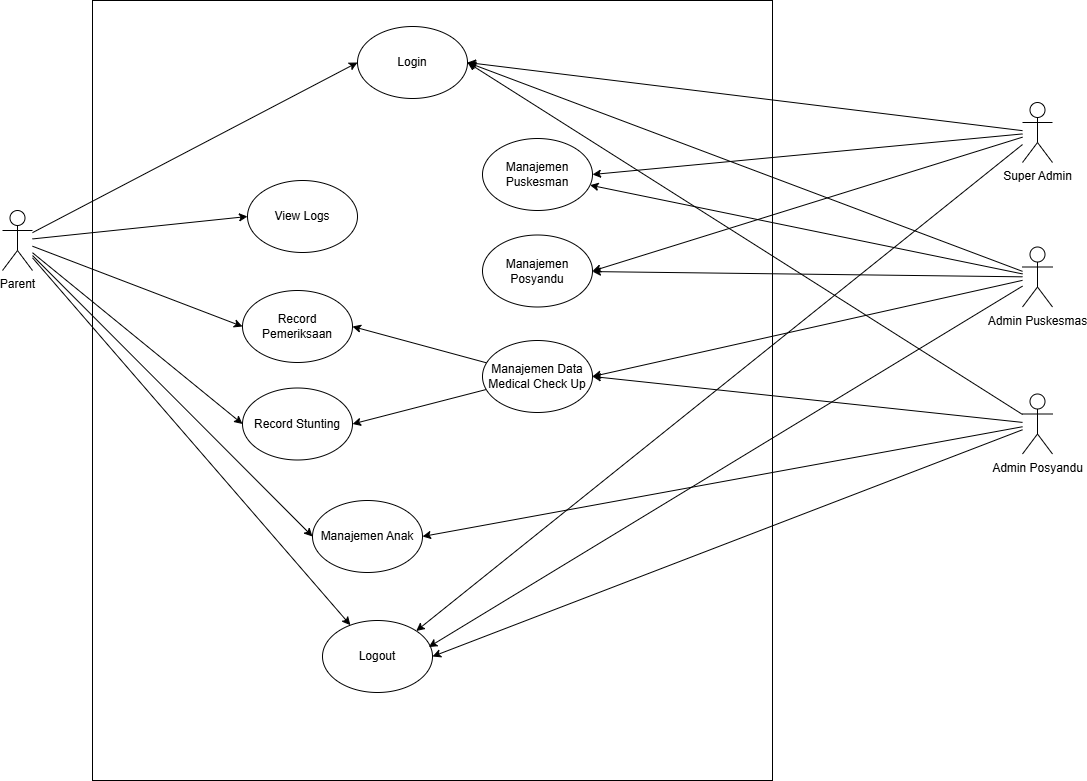 Login
Manajemen
Puskesman
Super Admin
View Logs
Parent
Manajemen
Posyandu
Admin Puskesmas
Record
Pemeriksaan
Manajemen Data
Medical Check Up
Record Stunting
Admin Posyandu
Manajemen Anak
Logout